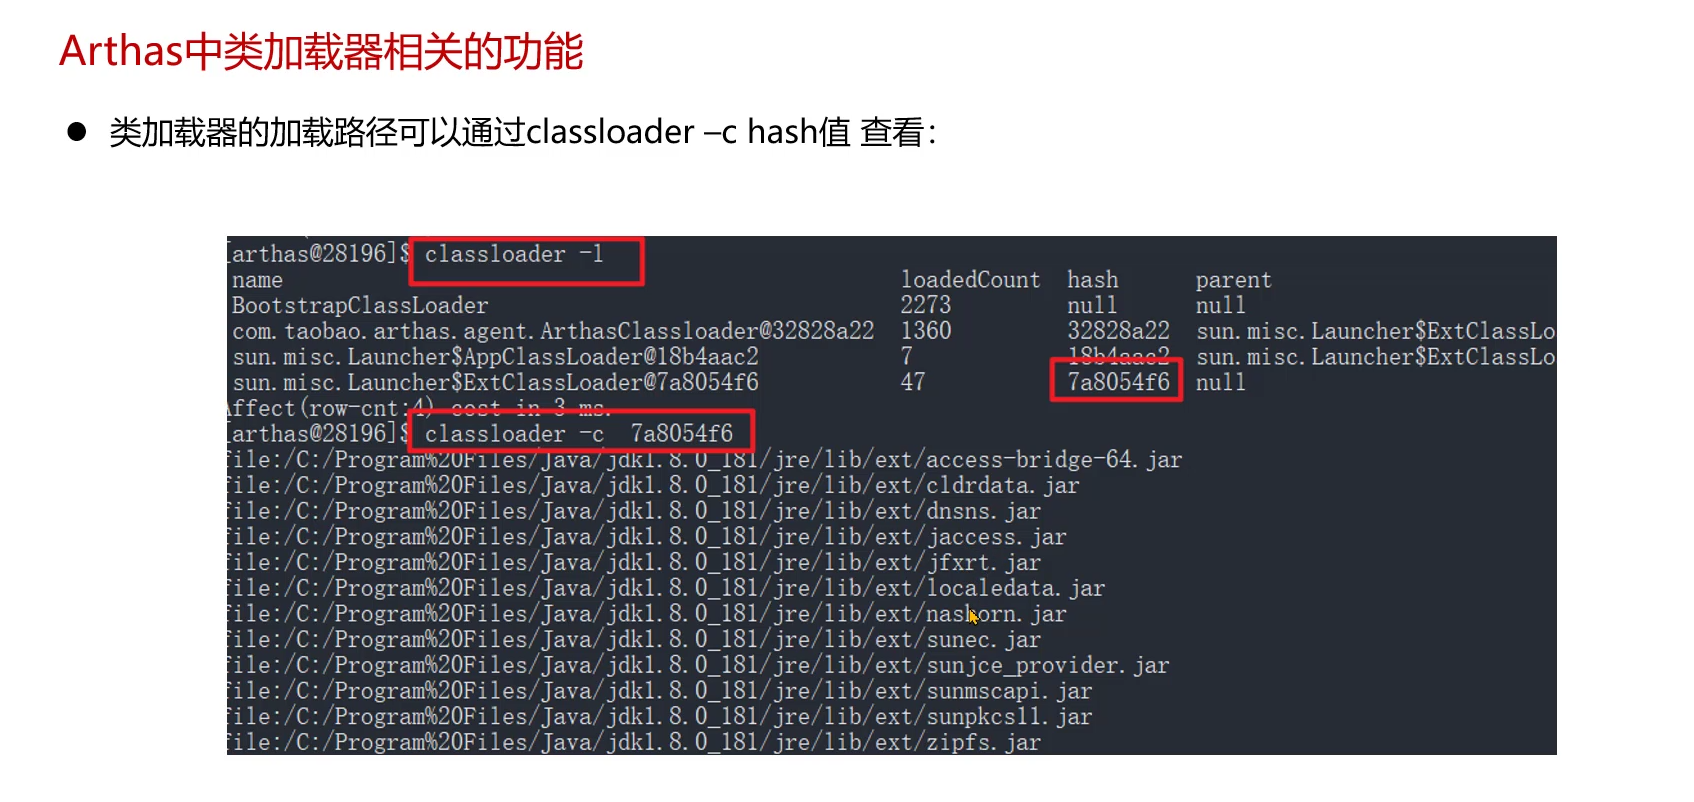 Arthas中类加载器相关的功能
● 类加载器的加载路径可以通过classloader –c hash值 查看：
[arthas@28196]$ classloader -l
name loadedCount hash parent
BootstrapClassLoader 2273 null null
com.taobao.arthas.agent.ArthasClassloader@32828a22 1360 32828a22 sun.misc.Launcher$ExtClassLo
sun.misc.Launcher$AppClassLoader@18b4aac2 7 18b4aac2 sun.misc.Launcher$ExtClassLo
sun.misc.Launcher$ExtClassLoader@7a8054f6 47 7a8054f6 null
Affect(row-cnt:4) cost in 3 ms.
[arthas@28196]$ classloader -c 7a8054f6
file:/C:/Program%20Files/Java/jdk1.8.0_181/jre/lib/ext/access-bridge-64.jar
file:/C:/Program%20Files/Java/jdk1.8.0_181/jre/lib/ext/cldrdata.jar
file:/C:/Program%20Files/Java/jdk1.8.0_181/jre/lib/ext/dnsns.jar
file:/C:/Program%20Files/Java/jdk1.8.0_181/jre/lib/ext/jaccess.jar
file:/C:/Program%20Files/Java/jdk1.8.0_181/jre/lib/ext/jfxrt.jar
file:/C:/Program%20Files/Java/jdk1.8.0_181/jre/lib/ext/localedata.jar
file:/C:/Program%20Files/Java/jdk1.8.0_181/jre/lib/ext/nashorn.jar
file:/C:/Program%20Files/Java/jdk1.8.0_181/jre/lib/ext/sunec.jar
file:/C:/Program%20Files/Java/jdk1.8.0_181/jre/lib/ext/sunjce_provider.jar
file:/C:/Program%20Files/Java/jdk1.8.0_181/jre/lib/ext/sunmscapi.jar
file:/C:/Program%20Files/Java/jdk1.8.0_181/jre/lib/ext/sunpkcs11.jar
file:/C:/Program%20Files/Java/jdk1.8.0_181/jre/lib/ext/zipfs.jar